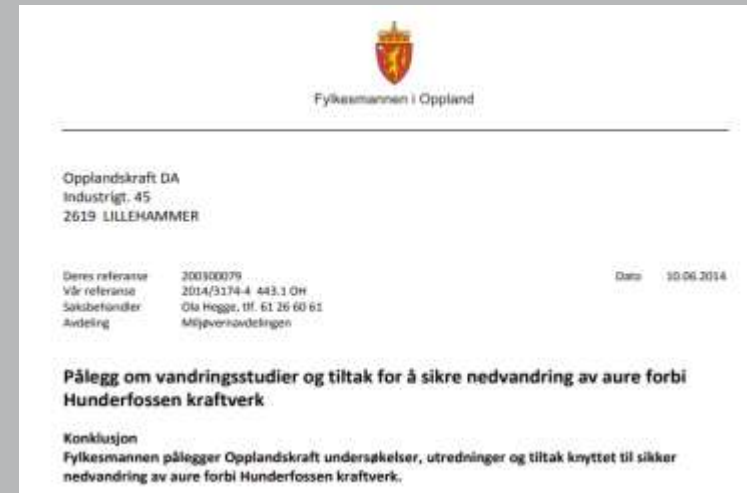 Fylkesmannen i Oppland
Opplandskraft DA
Industrigt. 45
2619 LILLEHAMMER
Deres referanse 200300079
Vår referanse 2014/3174-4 443.1 OH
Saksbehandler Ola Hegge, tlf. 61 26 60 61
Avdeling Miljøvernavdelingen
Dato 10.06.2014
Pålegg om vandringsstudier og tiltak for å sikre nedvandring av aure forbi
Hunderfossen kraftverk
Konklusjon
Fylkesmannen pålegger Opplandskraft undersøkelser, utredninger og tiltak knyttet til sikker
nedvandring av aure forbi Hunderfossen kraftverk.